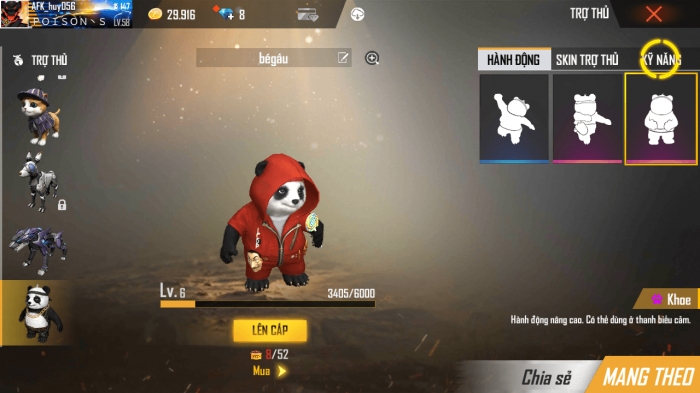 AFK_huy056
147
POISON'S
LV.58
29.916
8
TRỢ THỦ
TRỢ THỦ
bégâu
HÀNH ĐỘNG
SKIN TRỢ THỦ
KỸ NĂNG
Lv.6
3405/6000
LÊN CẤP
8/52
Mua
Khoe
Hành động nâng cao. Có thể dùng ở thanh biểu cảm.
Chia sẻ
MANG THEO